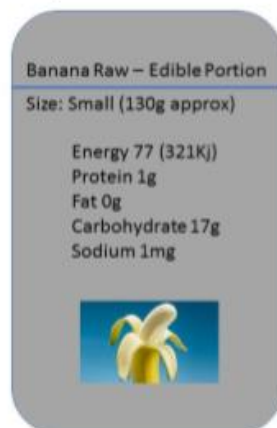 Banana Raw – Edible Portion
Size: Small (130g approx)
Energy 77 (321Kj)
Protein 1g
Fat 0g
Carbohydrate 17g
Sodium 1mg